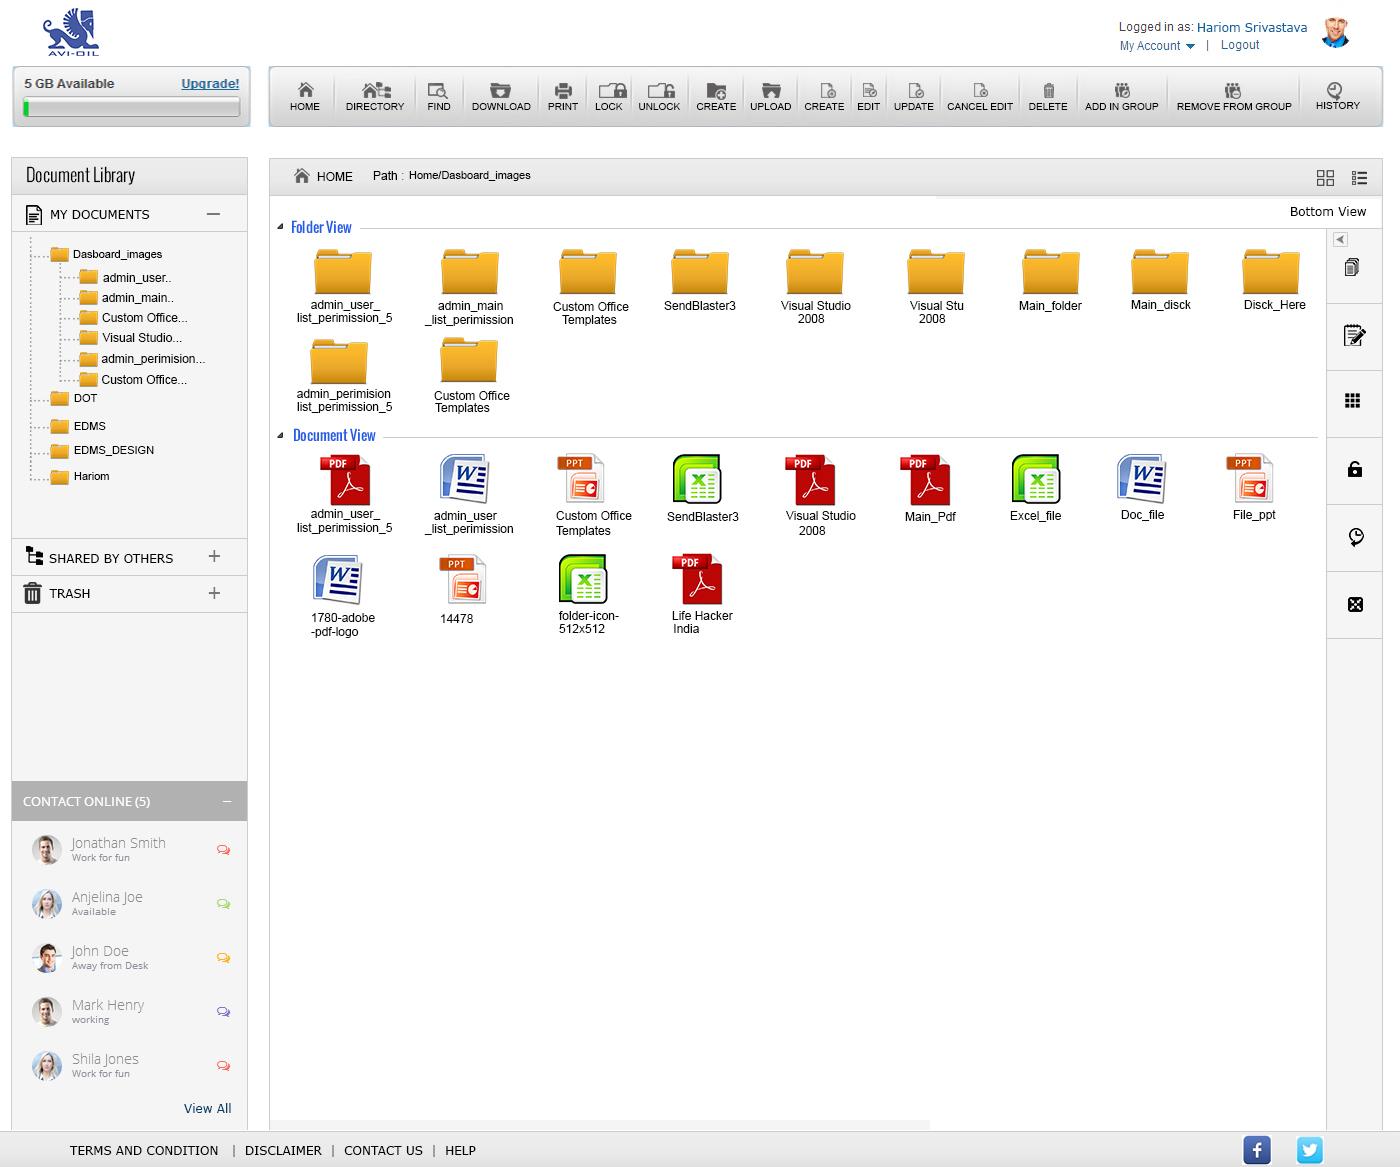 AVI-OIL
Logged in as: Hariom Srivastava
My Account | Logout
5 GB Available Upgrade!
HOME DIRECTORY FIND DOWNLOAD PRINT LOCK UNLOCK CREATE UPLOAD CREATE EDIT UPDATE CANCEL EDIT DELETE ADD IN GROUP REMOVE FROM GROUP HISTORY
Document Library
MY DOCUMENTS
Dasboard_images
admin_user..
admin_main..
Custom Office...
Visual Studio...
admin_perimision...
Custom Office...
DOT
EDMS
EDMS_DESIGN
Hariom
SHARED BY OTHERS
TRASH
CONTACT ONLINE (5)
Jonathan Smith
Work for fun
Anjelina Joe
Available
John Doe
Away from Desk
Mark Henry
working
Shila Jones
Work for fun
View All
HOME Path : Home/Dasboard_images
Bottom View
Folder View
admin_user_
list_perimission_5
admin_main
_list_perimission
Custom Office
Templates
SendBlaster3
Visual Studio
2008
Visual Stu
2008
Main_folder
Main_disck
Disck_Here
admin_perimision
list_perimission_5
Custom Office
Templates
Document View
PDF
admin_user_
list_perimission_5
W
admin_user
_list_perimission
PPT
Custom Office
Templates
X
SendBlaster3
PDF
Visual Studio
2008
PDF
Main_Pdf
X
Excel_file
W
Doc_file
PPT
File_ppt
W
1780-adobe
-pdf-logo
PPT
14478
X
folder-icon-
512x512
PDF
Life Hacker
India
TERMS AND CONDITION | DISCLAIMER | CONTACT US | HELP
f